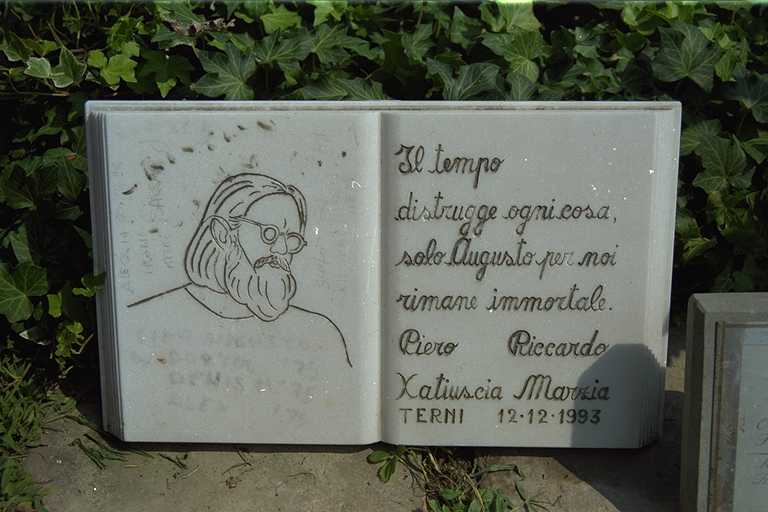 Il tempo
distrugge ogni cosa,
solo Augusto per noi
rimane immortale.
Piero Riccardo
Katiuscia Marzia
TERNI 12·12·1993